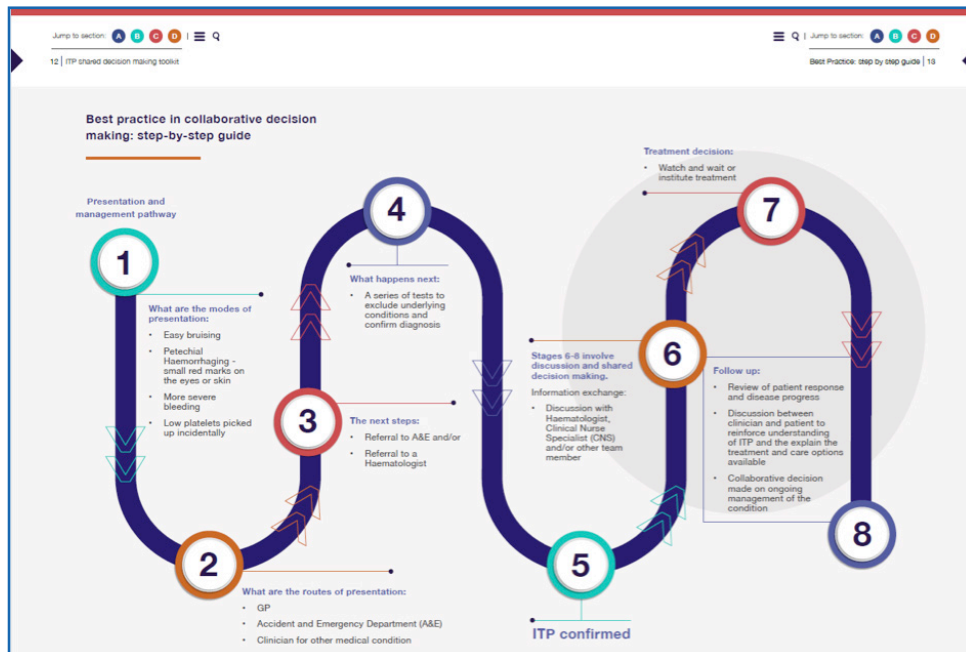 Jump to section: A B C D
Jump to section: A B C D
12 | ITP shared decision making toolkit
Best Practice: step by step guide | 13
Best practice in collaborative decision
making: step-by-step guide
Presentation and
management pathway
1
What are the modes of
presentation:
• Easy bruising
• Petechial
Haemorrhaging -
small red marks on
the eyes or skin
• More severe
bleeding
• Low platelets picked
up incidentally
2
What are the routes of presentation:
• GP
• Accident and Emergency Department (A&E)
• Clinician for other medical condition
3
The next steps:
• Referral to A&E and/or
• Referral to a
Haematologist
4
What happens next:
• A series of tests to
exclude underlying
conditions and
confirm diagnosis
5
ITP confirmed
Stages 6-8 involve
discussion and shared
decision making.
Information exchange:
• Discussion with
Haematologist,
Clinical Nurse
Specialist (CNS)
and/or other team
member
6
Treatment decision:
• Watch and wait or
institute treatment
7
Follow up:
• Review of patient response
and disease progress
• Discussion between
clinician and patient to
reinforce understanding
of ITP and the explain the
treatment and care options
available
• Collaborative decision
made on ongoing
management of the
condition
8